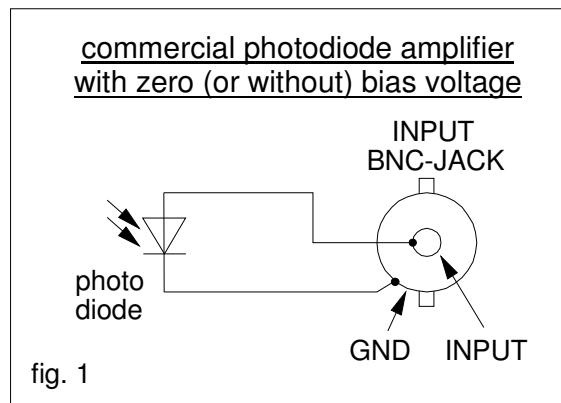 commercial photodiode amplifier
with zero (or without) bias voltage
INPUT
BNC-JACK
photo
diode
GND
INPUT
fig. 1